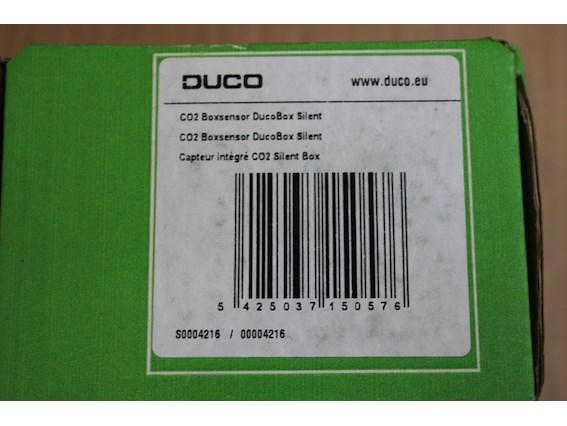 DUCO www.duco.eu
CO2 Boxsensor DucoBox Silent
CO2 Boxsensor DucoBox Silent
Capteur intégré CO2 Silent Box
5 425037 150576
S0004216 / 00004216